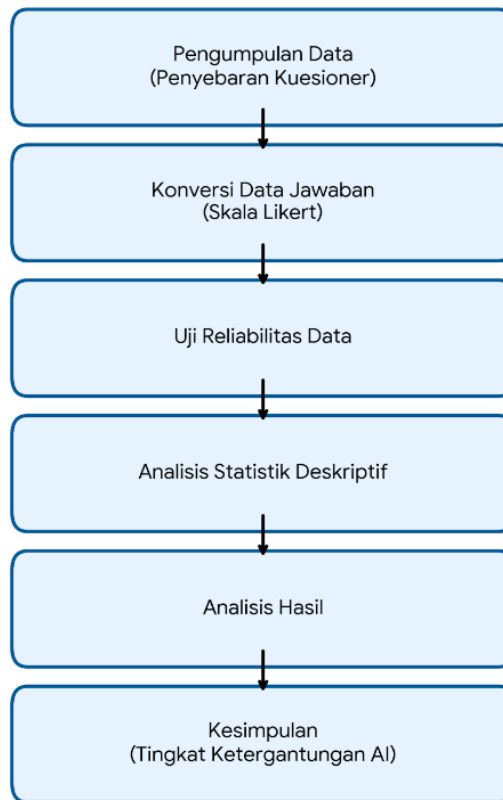 Pengumpulan Data
(Penyebaran Kuesioner)
Konversi Data Jawaban
(Skala Likert)
Uji Reliabilitas Data
Analisis Statistik Deskriptif
Analisis Hasil
Kesimpulan
(Tingkat Ketergantungan AI)